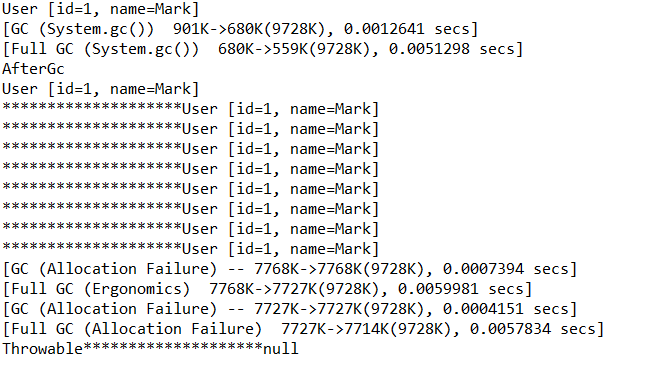 User [id=1, name=Mark]
[GC (System.gc())  901K->680K(9728K), 0.0012641 secs]
[Full GC (System.gc())  680K->559K(9728K), 0.0051298 secs]
AfterGc
User [id=1, name=Mark]
********************User [id=1, name=Mark]
********************User [id=1, name=Mark]
********************User [id=1, name=Mark]
********************User [id=1, name=Mark]
********************User [id=1, name=Mark]
********************User [id=1, name=Mark]
********************User [id=1, name=Mark]
********************User [id=1, name=Mark]
[GC (Allocation Failure) -- 7768K->7768K(9728K), 0.0007394 secs]
[Full GC (Ergonomics)  7768K->7727K(9728K), 0.0059981 secs]
[GC (Allocation Failure) -- 7727K->7727K(9728K), 0.0004151 secs]
[Full GC (Allocation Failure)  7727K->7714K(9728K), 0.0057834 secs]
Throwable********************null